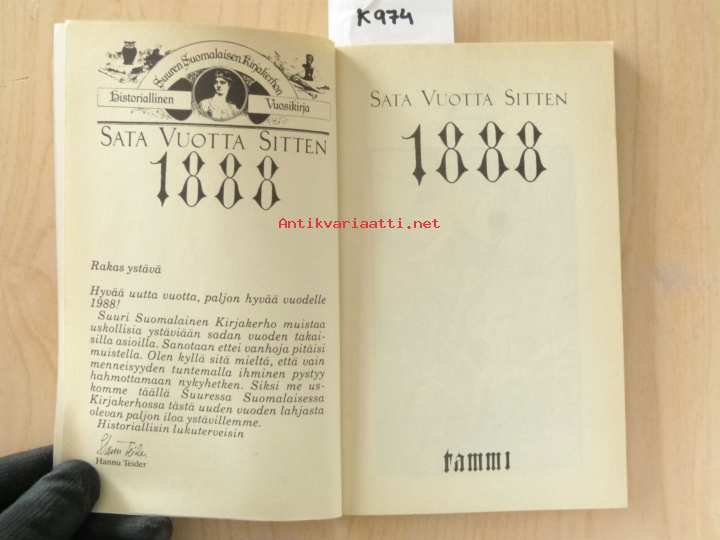 K974
Suuren Suomalaisen Kirjakerhon
Historiallinen Vuosikirja
SATA VUOTTA SITTEN
1888
Rakas ystävä
Hyvää uutta vuotta, paljon hyvää vuodelle
1988!
Suuri Suomalainen Kirjakerho muistaa
uskollisia ystäviään sadan vuoden takai-
silla asioilla. Sanotaan ettei vanhoja pitäisi
muistella. Olen kyllä sitä mieltä, että vain
menneisyyden tuntemalla ihminen pystyy
hahmottamaan nykyhetken. Siksi me us-
komme täällä Suuressa Suomalaisessa
Kirjakerhossa tästä uuden vuoden lahjasta
olevan paljon iloa ystävillemme.
Historiallisin lukuterveisin
Hannu Teider
Hannu Teider
SATA VUOTTA SITTEN
1888
tammi
Antikvariaatti.net